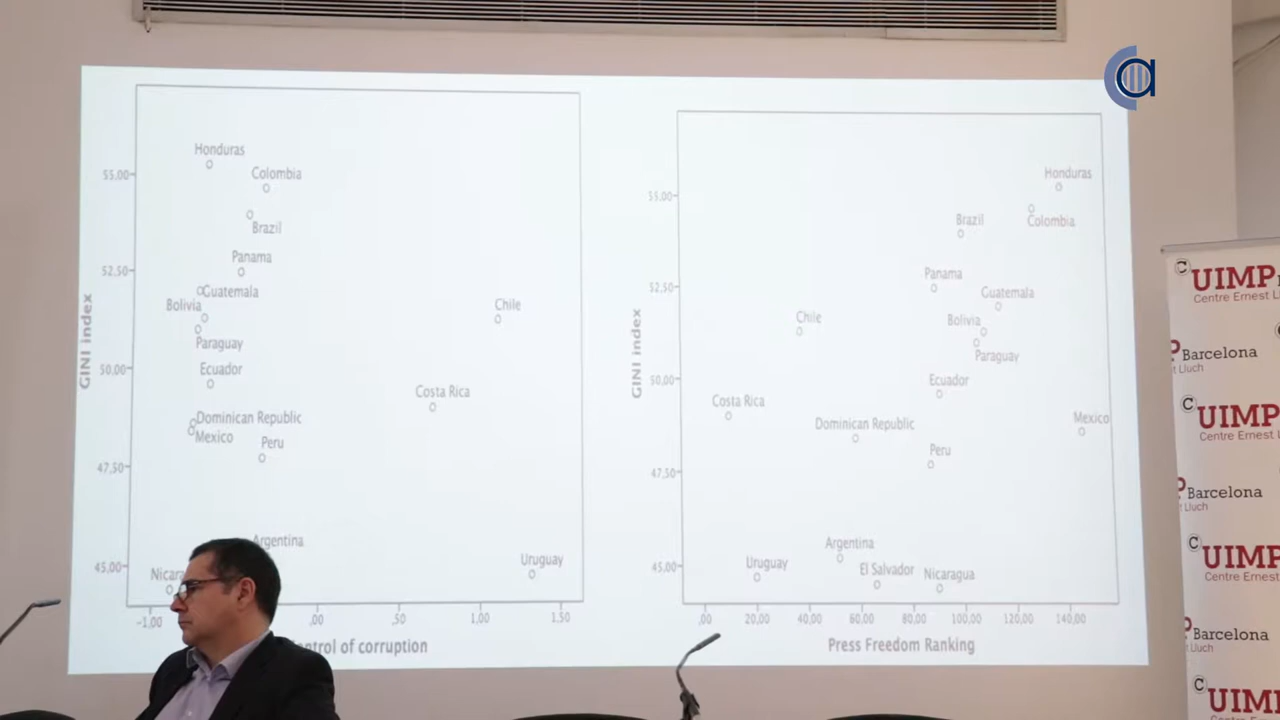 a
Honduras
Colombia
55,00
Brazil
Panama
52,50
Guatemala
Bolivia
Chile
Paraguay
50,00
Ecuador
Costa Rica
Dominican Republic
Mexico
Peru
47,50
Argentina
Uruguay
45,00
GINI index
-1,00
,00
,50
1,00
1,50
of corruption
Honduras
55,00
Brazil
Colombia
Panama
52,50
Guatemala
Chile
Bolivia
Paraguay
50,00
Ecuador
Costa Rica
Dominican Republic
Mexico
Peru
47,50
Argentina
Uruguay
El Salvador
Nicaragua
45,00
GINI index
,00
20,00
40,00
60,00
80,00
100,00
120,00
140,00
Press Freedom Ranking
C UIMP
Centre Ernest L
Barcelona
t Lluch
C UIMP
Centre Ernest L
Barcelona
t Lluch
C UIMP
Centre Ernest
Barcelona
Lluch
C UIMP